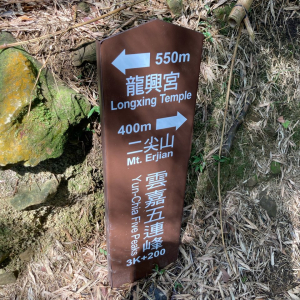 550m
龍興宮
Longxing Temple
400m
二尖山
Mt. Erjian
雲嘉五連峰
Yun-Chia Five Peaks
3K+200